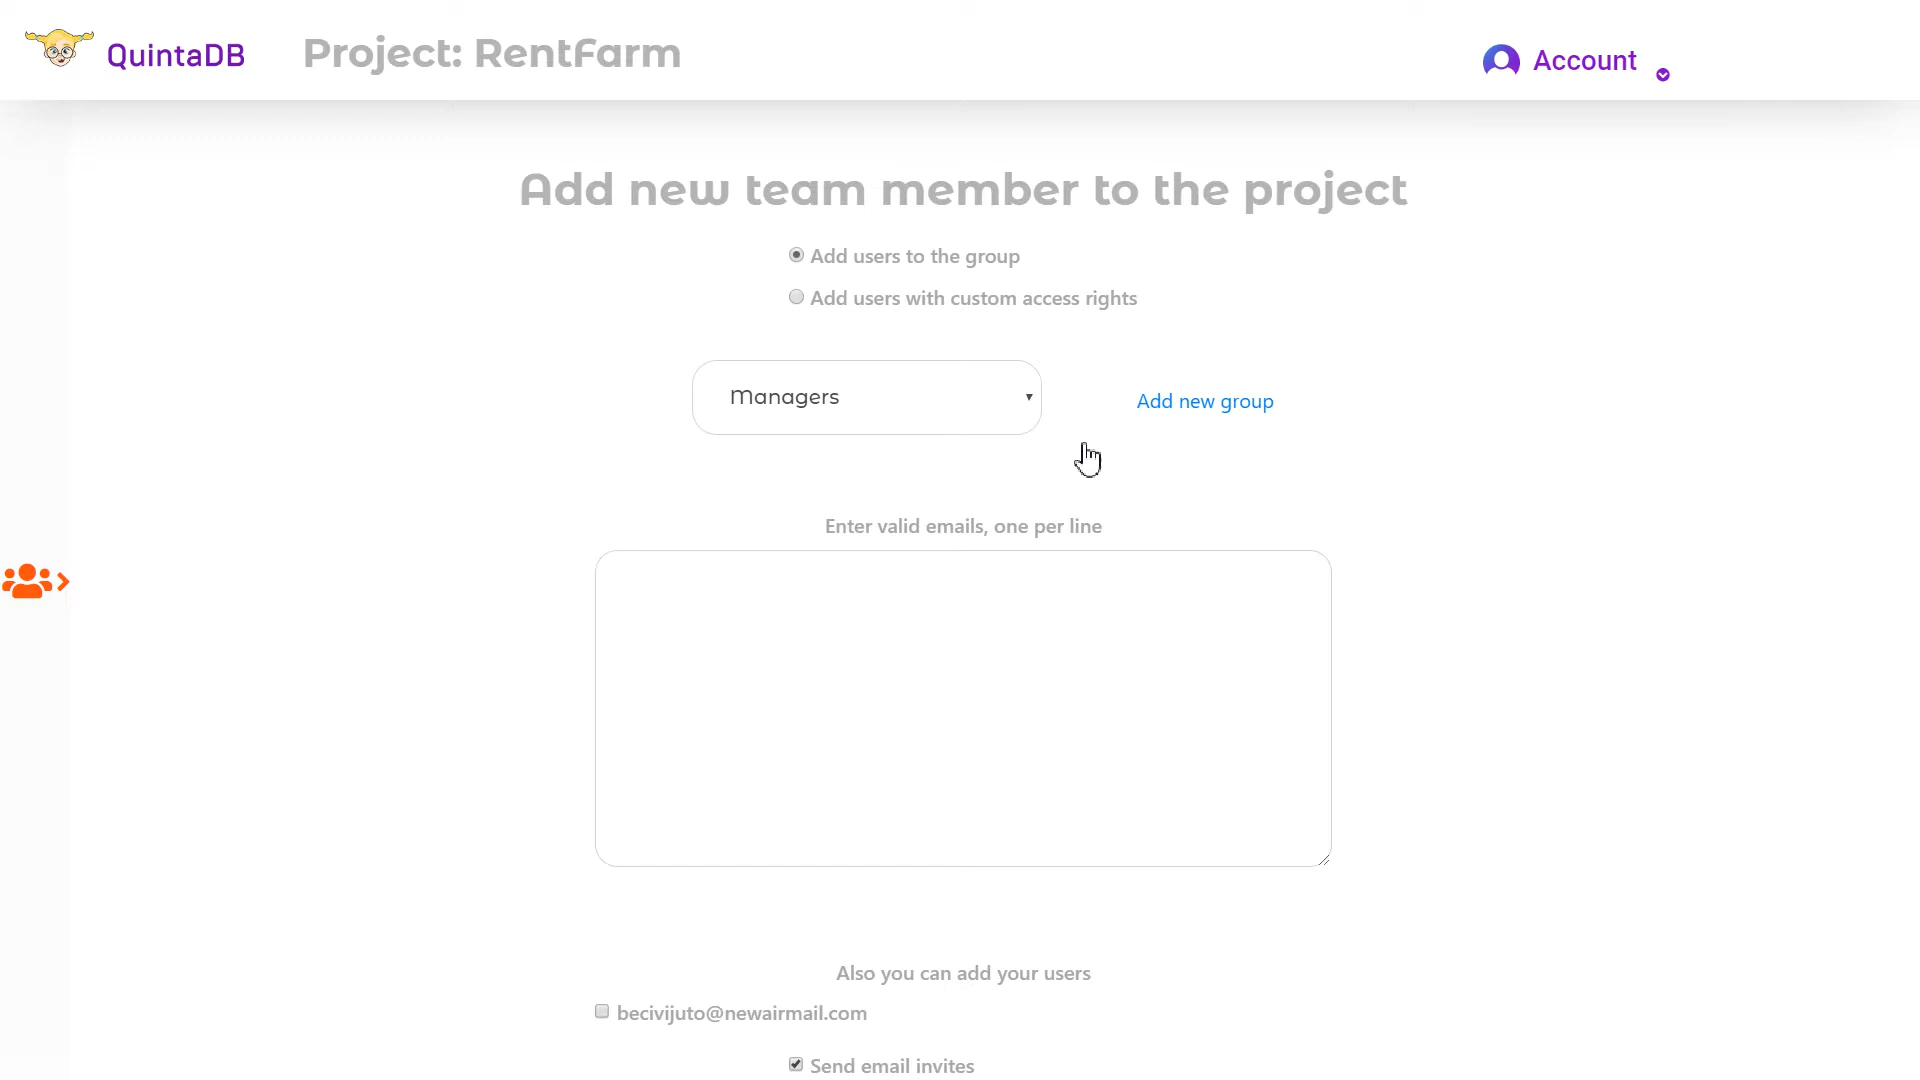 QuintaDB
Project: RentFarm
Account
Add new team member to the project
Add users to the group
Add users with custom access rights
Managers
Add new group
Enter valid emails, one per line
Also you can add your users
becivijuto@newairmail.com
Send email invites